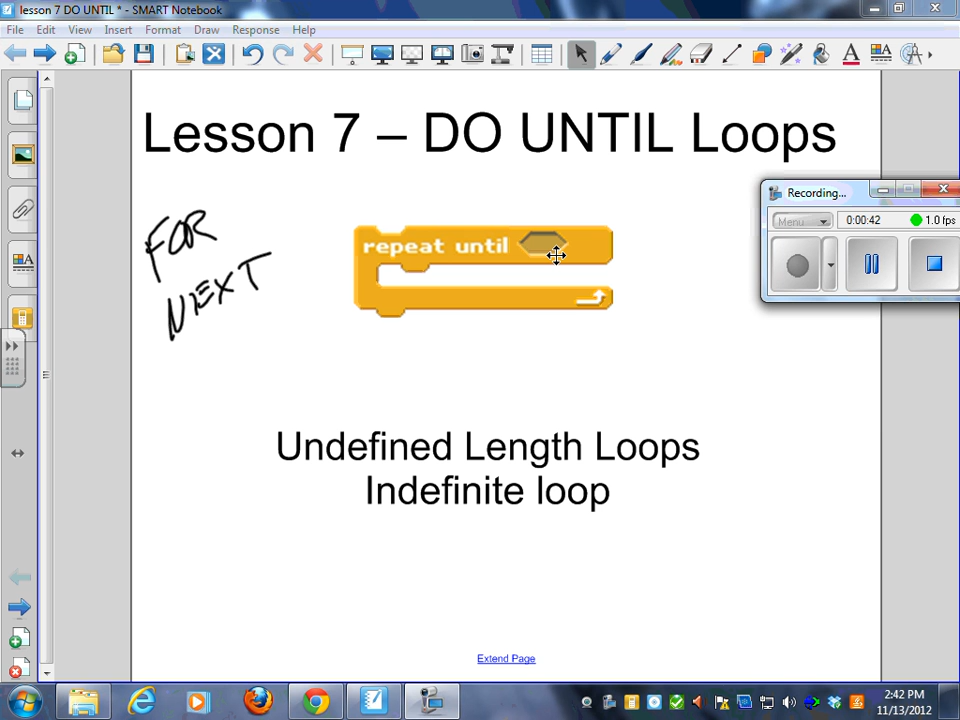 lesson 7 DO UNTIL * - SMART Notebook
File Edit View Insert Format Draw Response Help
Lesson 7 – DO UNTIL Loops
Recording...
Menu
0:00:42
1.0 fps
FOR
NEXT
repeat until
Undefined Length Loops
Indefinite loop
Extend Page
2:42 PM
11/13/2012